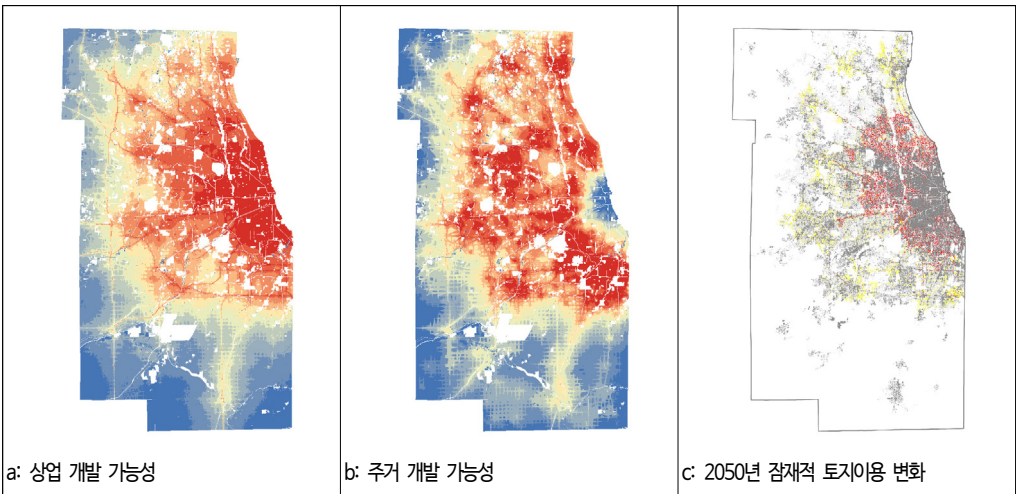 a: 상업 개발 가능성
b: 주거 개발 가능성
c: 2050년 잠재적 토지이용 변화